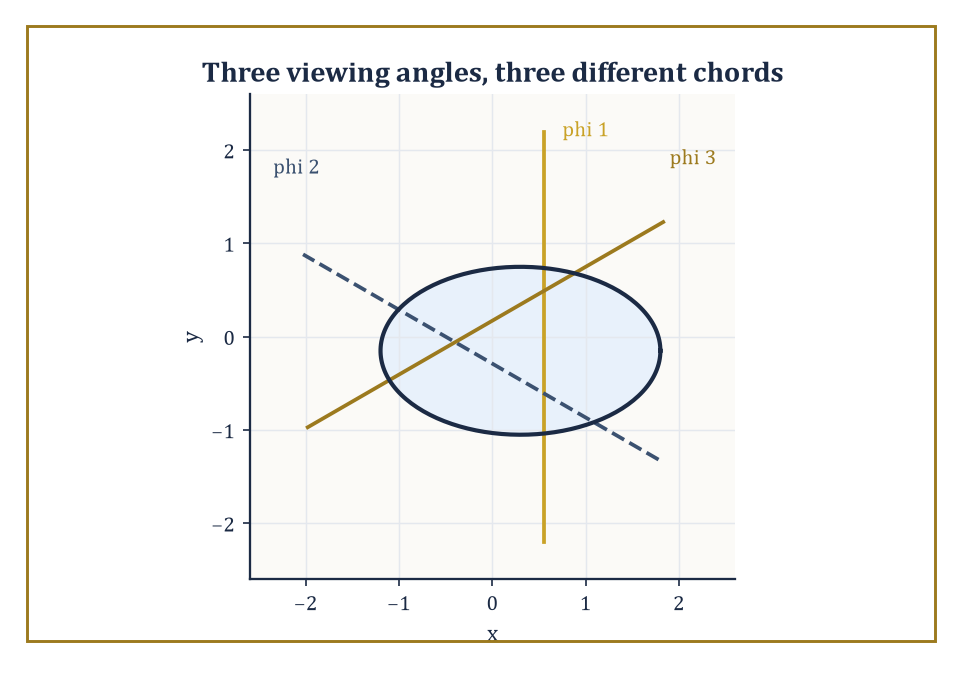 Three viewing angles, three different chords
phi 1
phi 3
phi 2
2
1
0
−1
−2
y
−2
−1
0
1
2
x